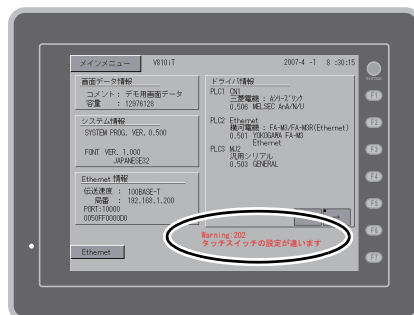 メインメニュー V810iT 2007-4 -1 8 :30:15
画面データ情報
コメント: デモ用画面データ
容量 : 12976128
システム情報
SYSTEM PROG. VER. 0.500
FONT VER. 1.000
JAPANESE32
Ethernet 情報
伝送速度 : 100BASE-T
局番 : 192.168.1.200
PORT:10000
0050FF0000D0
Ethernet
ドライバ情報
PLC1 CN1
三菱電機 : Aｼﾘｰｽﾞﾘﾝｸ
0.506 MELSEC AnA/N/U
PLC2 Ethernet
横河電機 : FA-M3/FA-M3R(Ethernet)
0.501 YOKOGAWA FA-M3
Ethernet
PLC3 MJ2
汎用シリアル
0.503 GENERAL
Warning:202
タッチスイッチの設定が違います
SYSTEM
F1
F2
F3
F4
F5
F6
F7